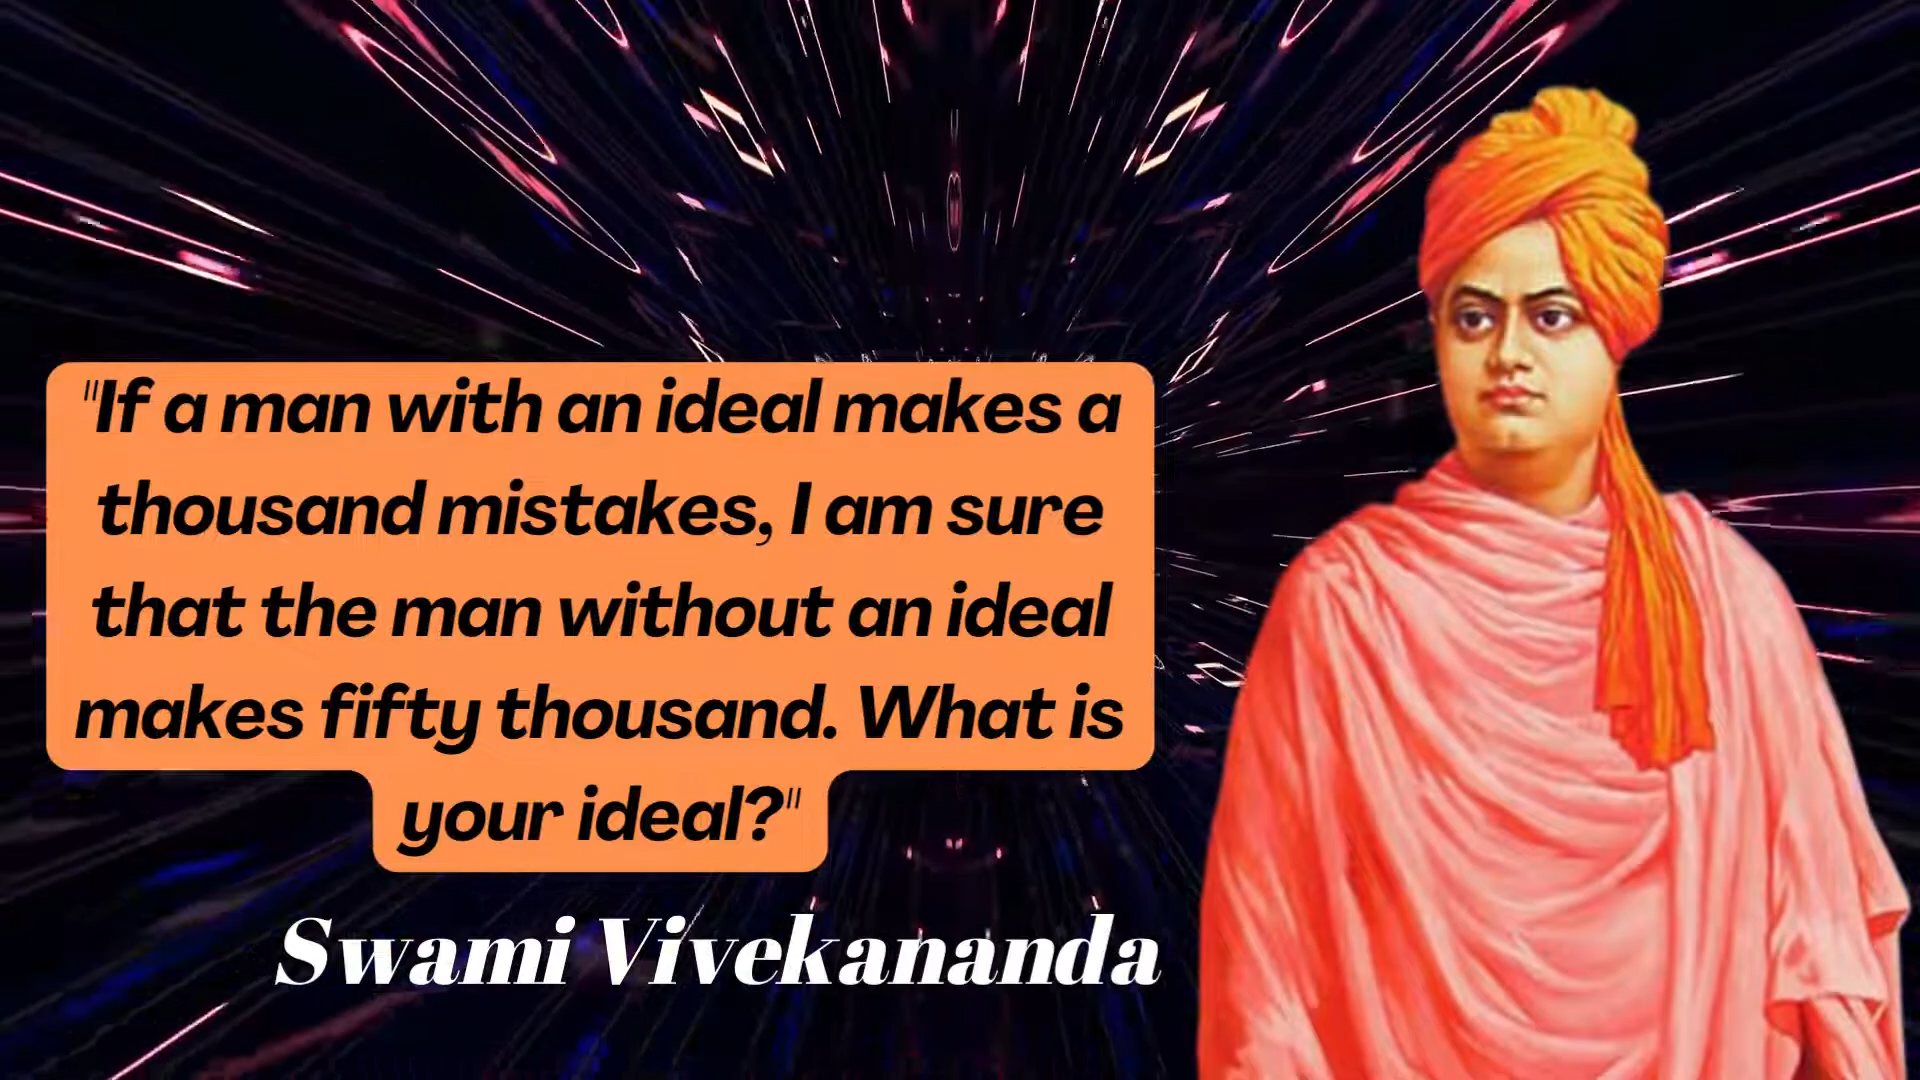 "If a man with an ideal makes a
thousand mistakes, I am sure
that the man without an ideal
makes fifty thousand. What is
your ideal?"
Swami Vivekananda